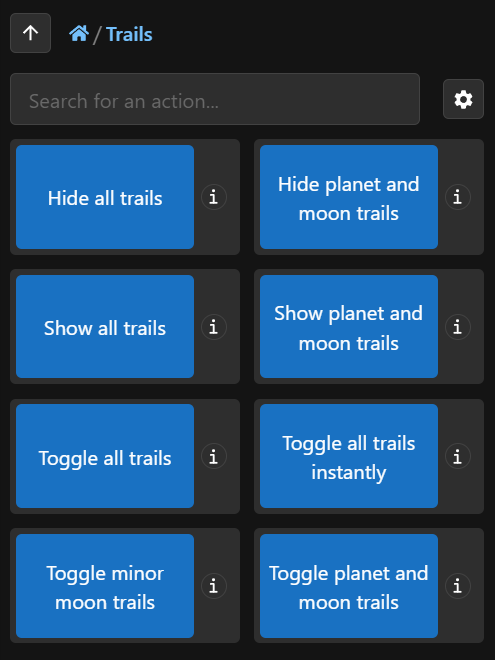 / Trails
Search for an action...
Hide all trails
Hide planet and
moon trails
Show all trails
Show planet and
moon trails
Toggle all trails
Toggle all trails
instantly
Toggle minor
moon trails
Toggle planet and
moon trails